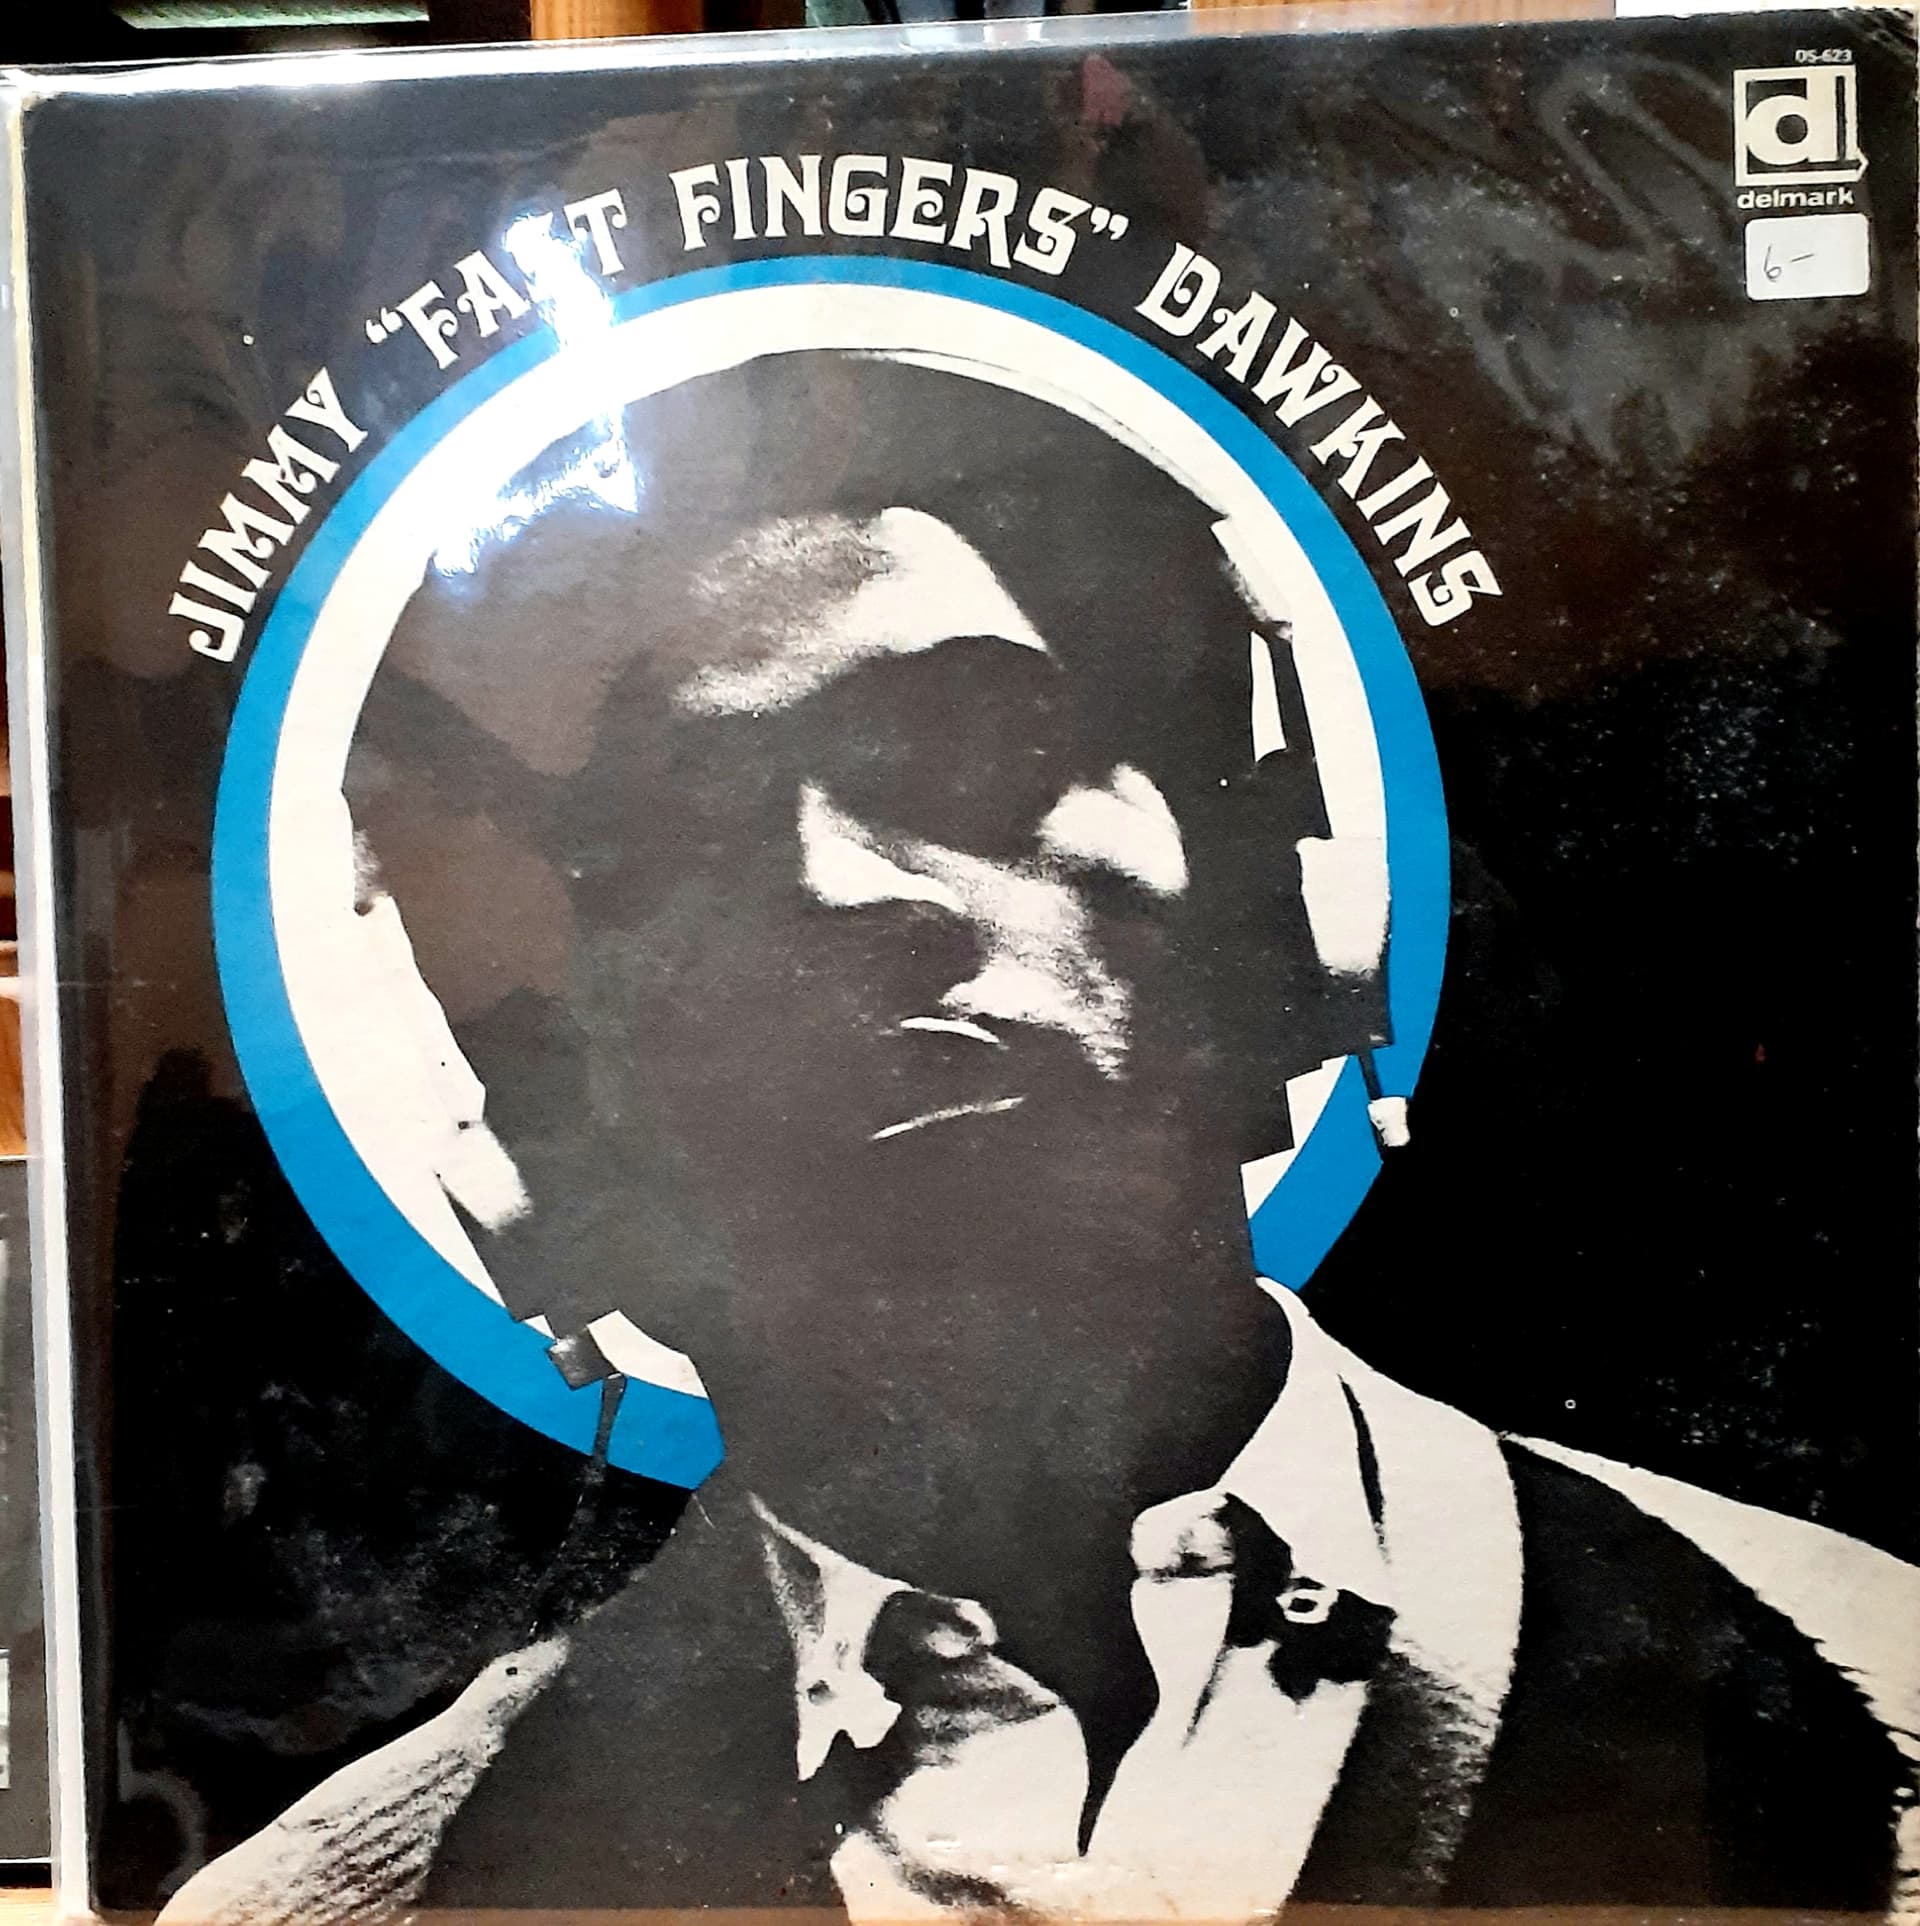 DS-623
d
delmark
6-
JIMMY "FAST FINGERS" DAWKINS